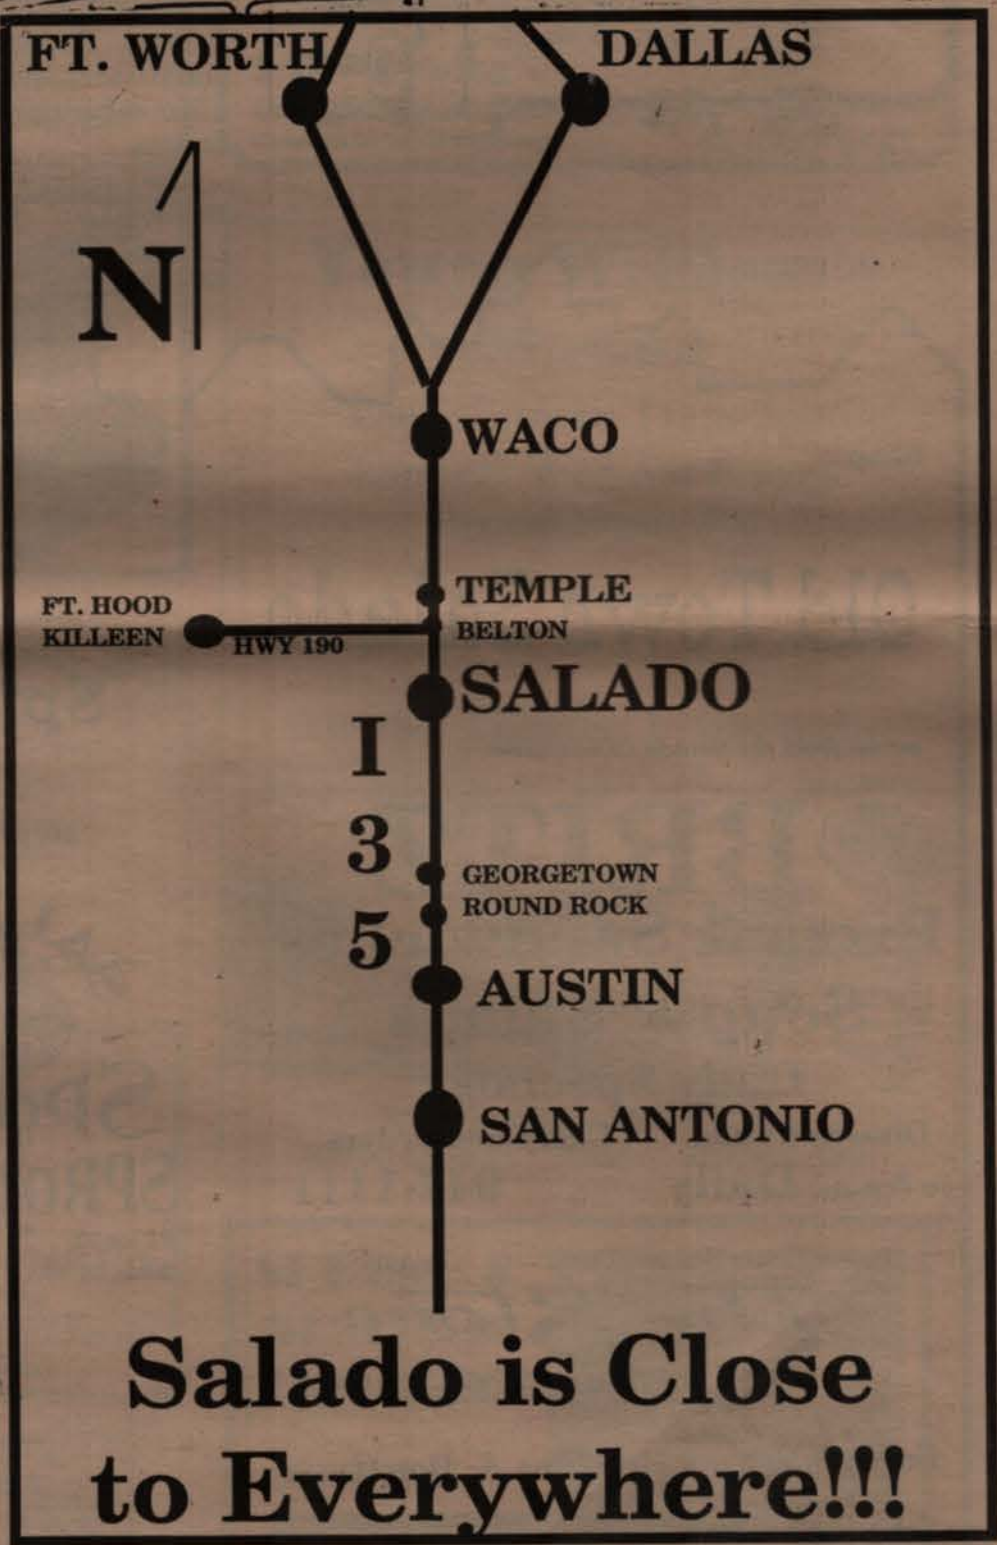 FT. WORTH
DALLAS
N
WACO
TEMPLE
FT. HOOD
KILLEEN
HWY 190
BELTON
SALADO
I
3
5
GEORGETOWN
ROUND ROCK
AUSTIN
SAN ANTONIO
Salado is Close
to Everywhere!!!